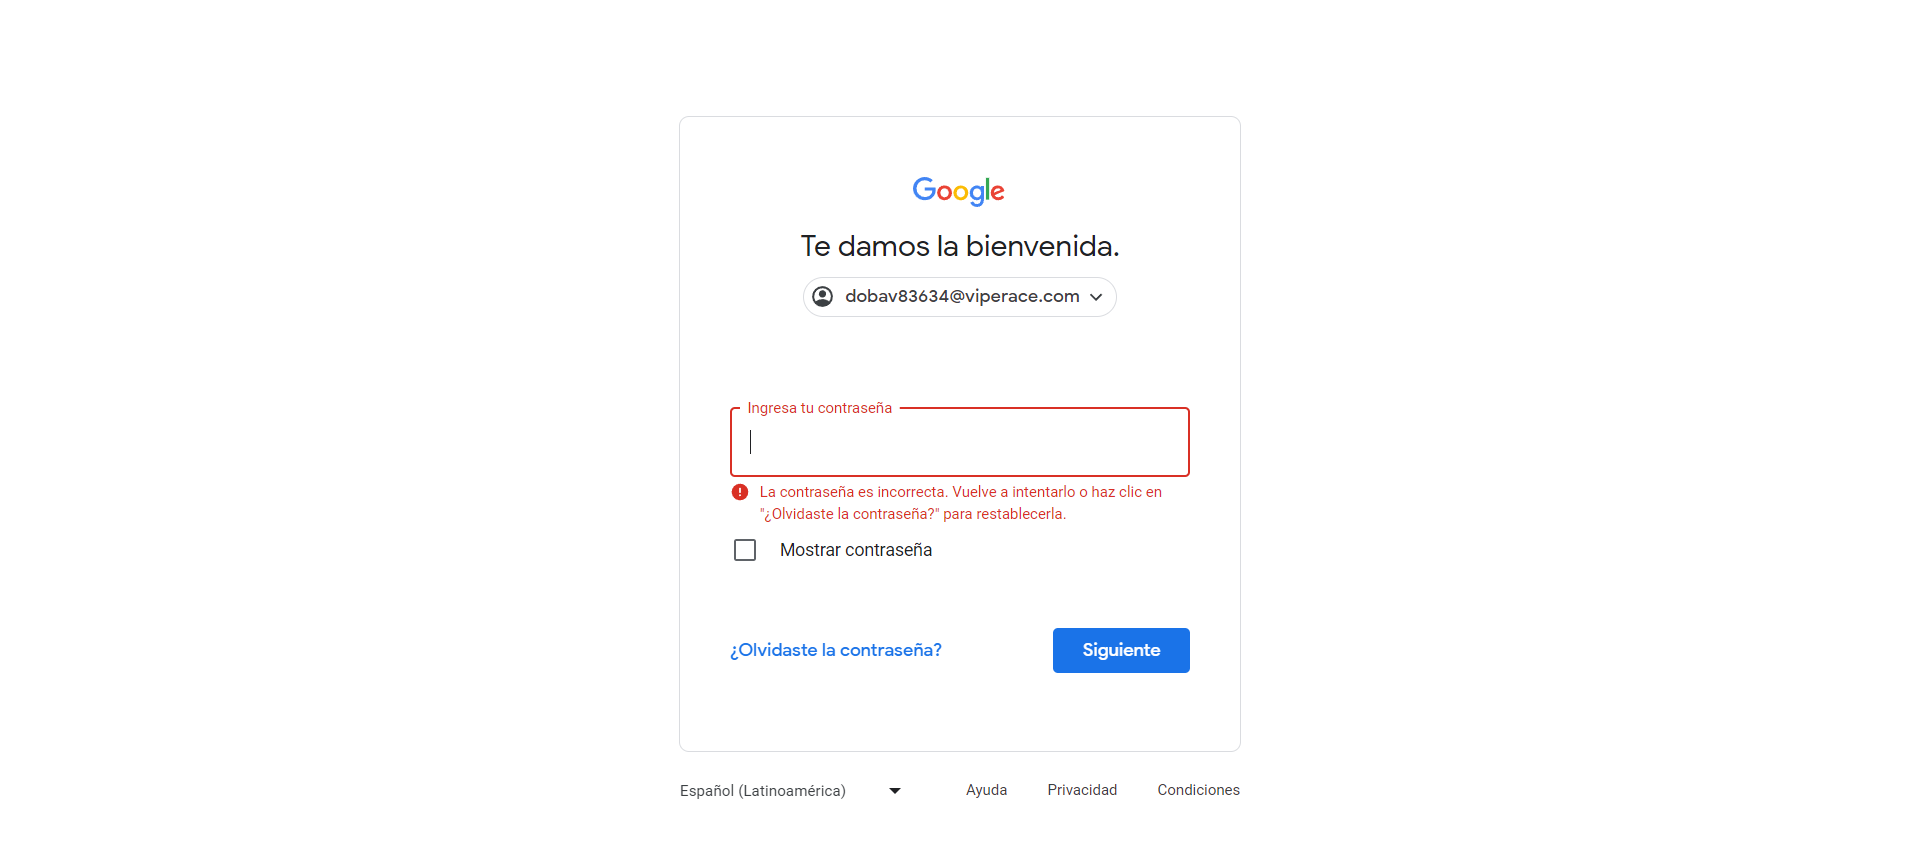 Google
Te damos la bienvenida.
dobav83634@viperace.com
Ingresa tu contraseña
La contraseña es incorrecta. Vuelve a intentarlo o haz clic en
"¿Olvidaste la contraseña?" para restablecerla.
Mostrar contraseña
¿Olvidaste la contraseña?
Siguiente
Español (Latinoamérica)
Ayuda
Privacidad
Condiciones